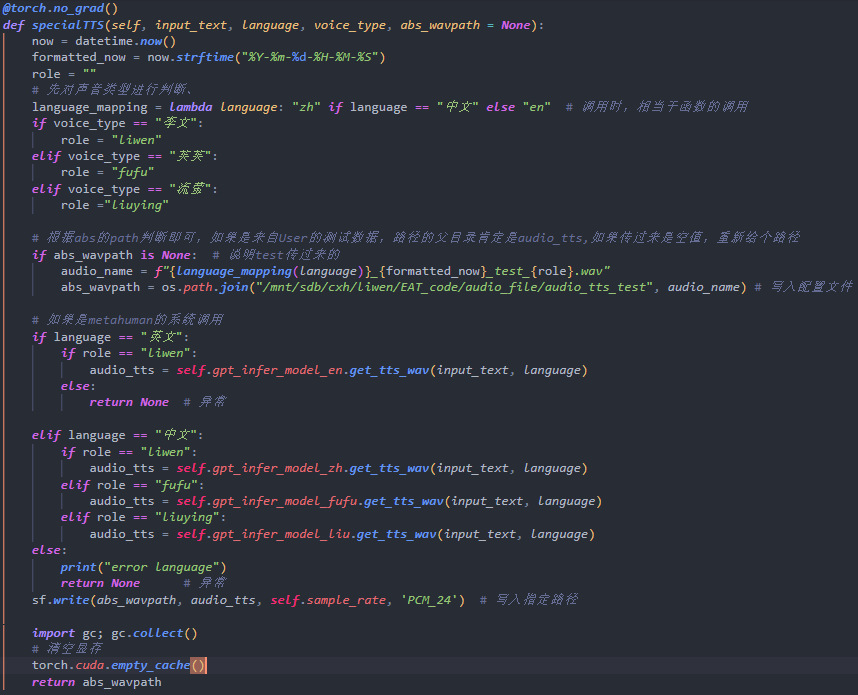 @torch.no_grad()
def specialTTS(self, input_text, language, voice_type, abs_wavpath = None):
    now = datetime.now()
    formatted_now = now.strftime("%Y-%m-%d-%H-%M-%S")
    role = ""
    # 先对声音类型进行判断、
    language_mapping = lambda language: "zh" if language == "中文" else "en"  # 调用时，相当于函数的调用
    if voice_type == "李文":
        role = "liwen"
    elif voice_type == "芙芙":
        role = "fufu"
    elif voice_type == "流萤":
        role ="liuying"

    # 根据abs的path判断即可，如果是来自User的测试数据，路径的父目录肯定是audio_tts,如果传过来是空值，重新给个路径
    if abs_wavpath is None:  # 说明test传过来的
        audio_name = f"{language_mapping(language)}_{formatted_now}_test_{role}.wav"
        abs_wavpath = os.path.join("/mnt/sdb/cxh/liwen/EAT_code/audio_file/audio_tts_test", audio_name) # 写入配置文件

    # 如果是metahuman的系统调用
    if language == "英文":
        if role == "liwen":
            audio_tts = self.gpt_infer_model_en.get_tts_wav(input_text, language)
        else:
            return None  # 异常

    elif language == "中文":
        if role == "liwen":
            audio_tts = self.gpt_infer_model_zh.get_tts_wav(input_text, language)
        elif role == "fufu":
            audio_tts = self.gpt_infer_model_fufu.get_tts_wav(input_text, language)
        elif role == "liuying":
            audio_tts = self.gpt_infer_model_liu.get_tts_wav(input_text, language)
    else:
        print("error language")
        return None      # 异常
    sf.write(abs_wavpath, audio_tts, self.sample_rate, 'PCM_24')  # 写入指定路径

    import gc; gc.collect()
    # 清空显存
    torch.cuda.empty_cache()
    return abs_wavpath